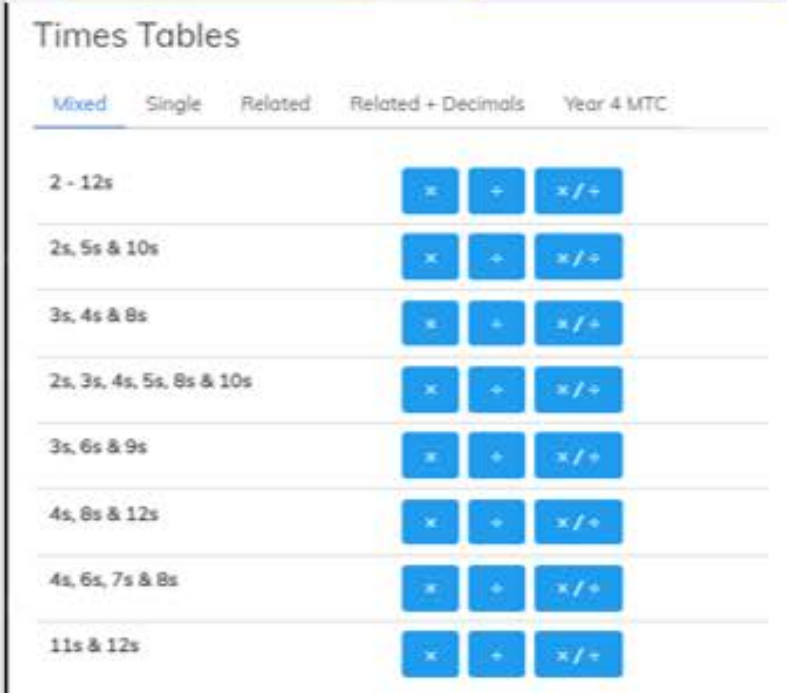 Times Tables
Mixed Single Related Related + Decimals Year 4 MTC
2 - 12s × ÷ ×/÷
2s, 5s & 10s × ÷ ×/÷
3s, 4s & 8s × ÷ ×/÷
2s, 3s, 4s, 5s, 8s & 10s × ÷ ×/÷
3s, 6s & 9s × ÷ ×/÷
4s, 8s & 12s × ÷ ×/÷
4s, 6s, 7s & 8s × ÷ ×/÷
11s & 12s × ÷ ×/÷